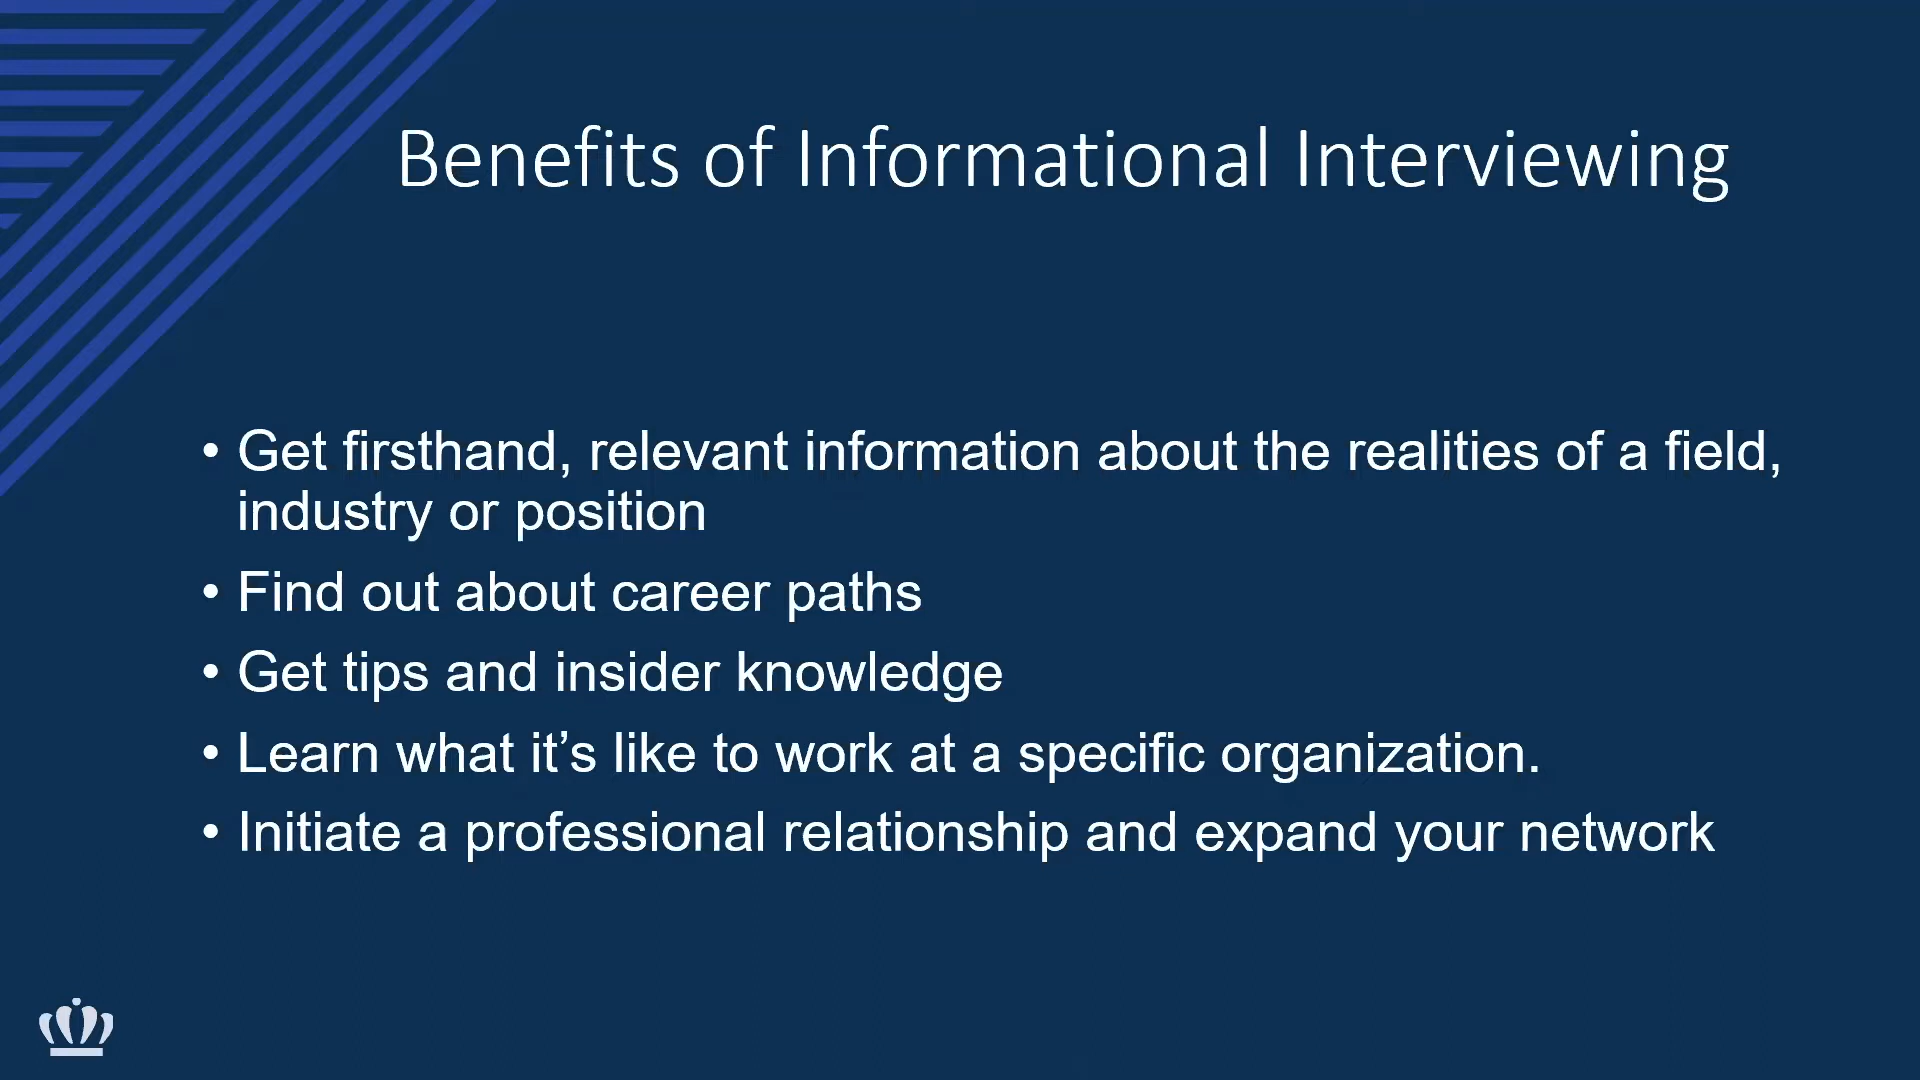 Benefits of Informational Interviewing
• Get firsthand, relevant information about the realities of a field,
industry or position
• Find out about career paths
• Get tips and insider knowledge
• Learn what it’s like to work at a specific organization.
• Initiate a professional relationship and expand your network